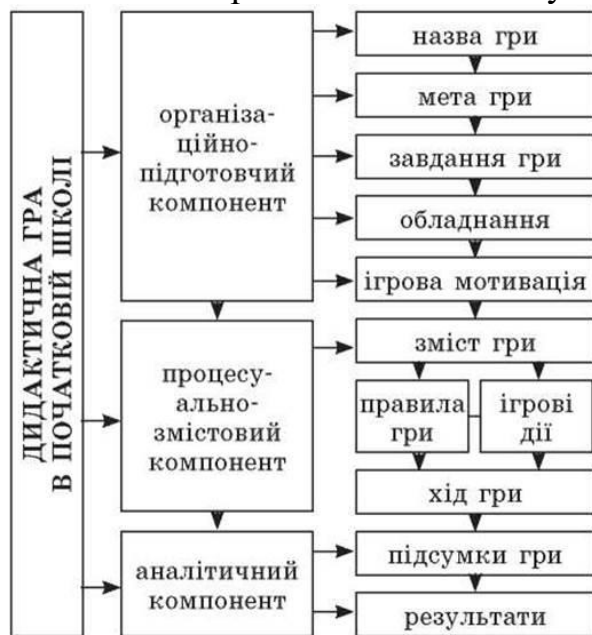 ДИДАКТИЧНА ГРА
В ПОЧАТКОВІЙ ШКОЛІ
організа-
ційно-
підготовчий
компонент
назва гри
мета гри
завдання гри
обладнання
ігрова мотивація
процесу-
ально-
змістовий
компонент
зміст гри
правила
гри
ігрові
дії
хід гри
аналітичний
компонент
підсумки гри
результати